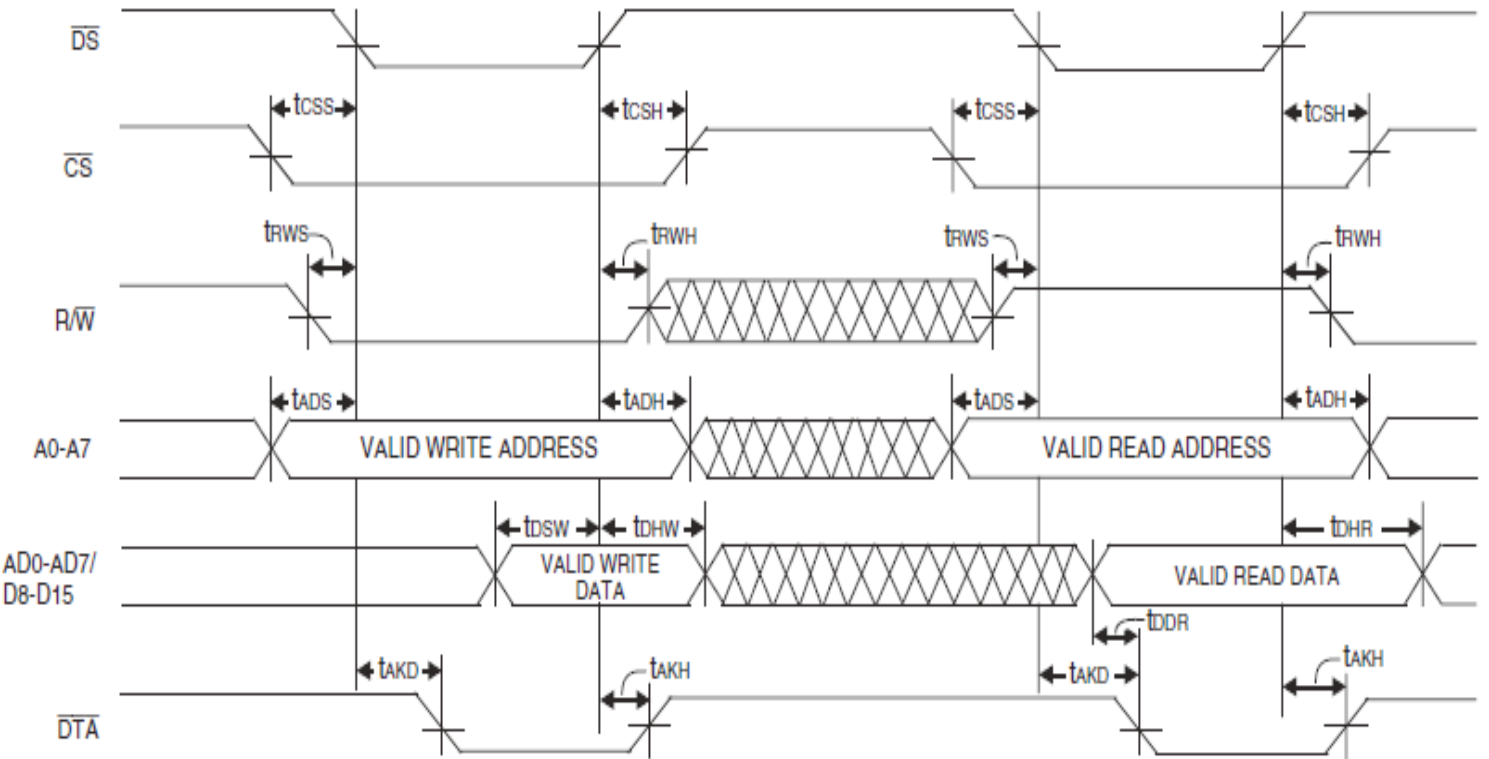 DS
tCSS tCSH tCSS tCSH
CS
tRWS tRWH tRWS tRWH
R/W
tADS tADH tADS tADH
A0-A7 VALID WRITE ADDRESS VALID READ ADDRESS
tDSW tDHW tDHR
AD0-AD7/
D8-D15
VALID WRITE
DATA
VALID READ DATA
tDDR
tAKD tAKH tAKD tAKH
DTA